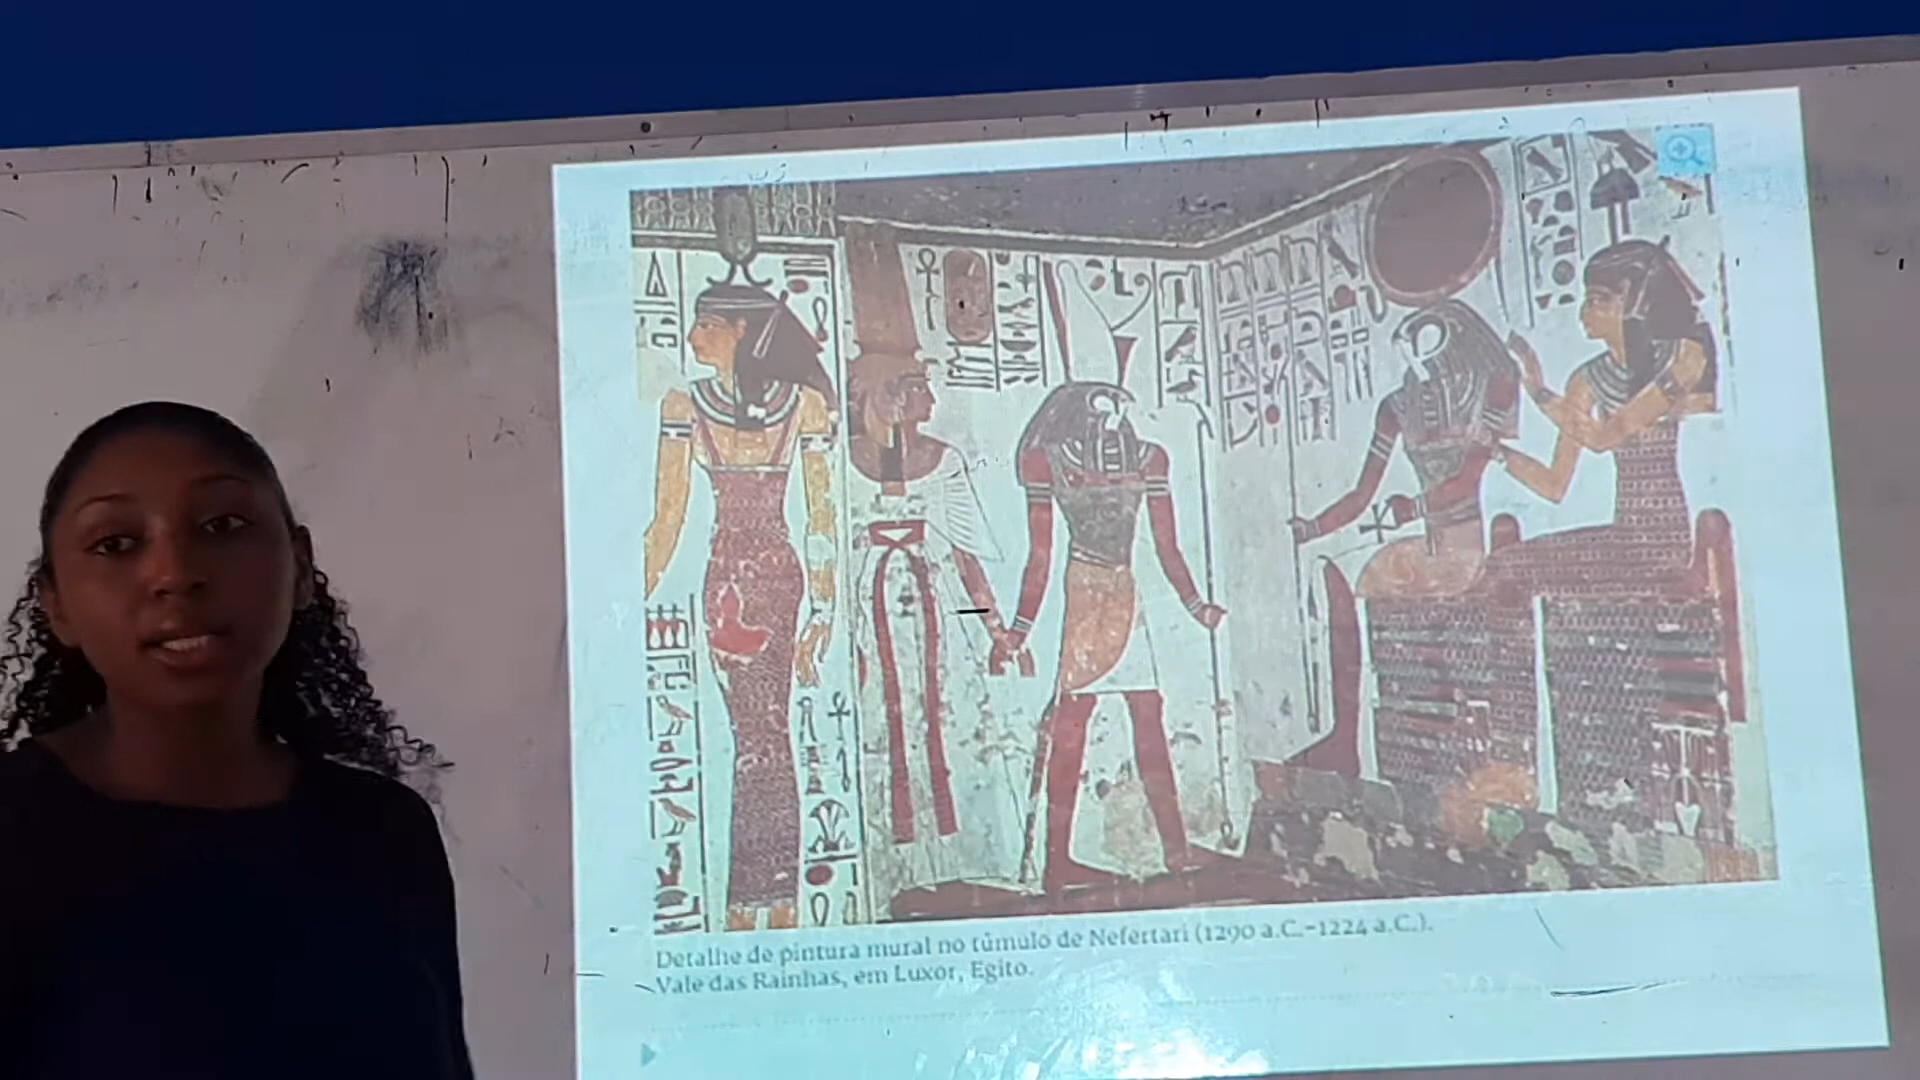 Detalhe de pintura mural no túmulo de Nefertari (1290 a.C.-1224 a.C.).
Vale das Rainhas, em Luxor, Egito.